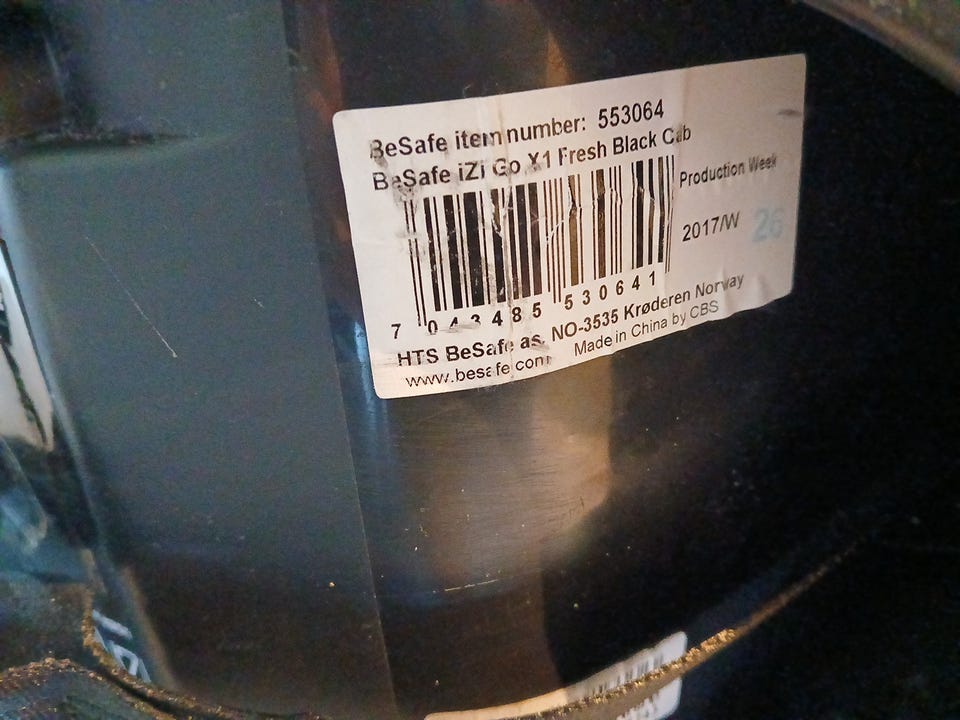 BeSafe item number: 553064
BeSafe iZi Go X1 Fresh Black Cab
Production Week
2017/W 26
7 043485 530641
HTS BeSafe as, NO-3535 Krøderen Norway
www.besafe.com Made in China by CBS